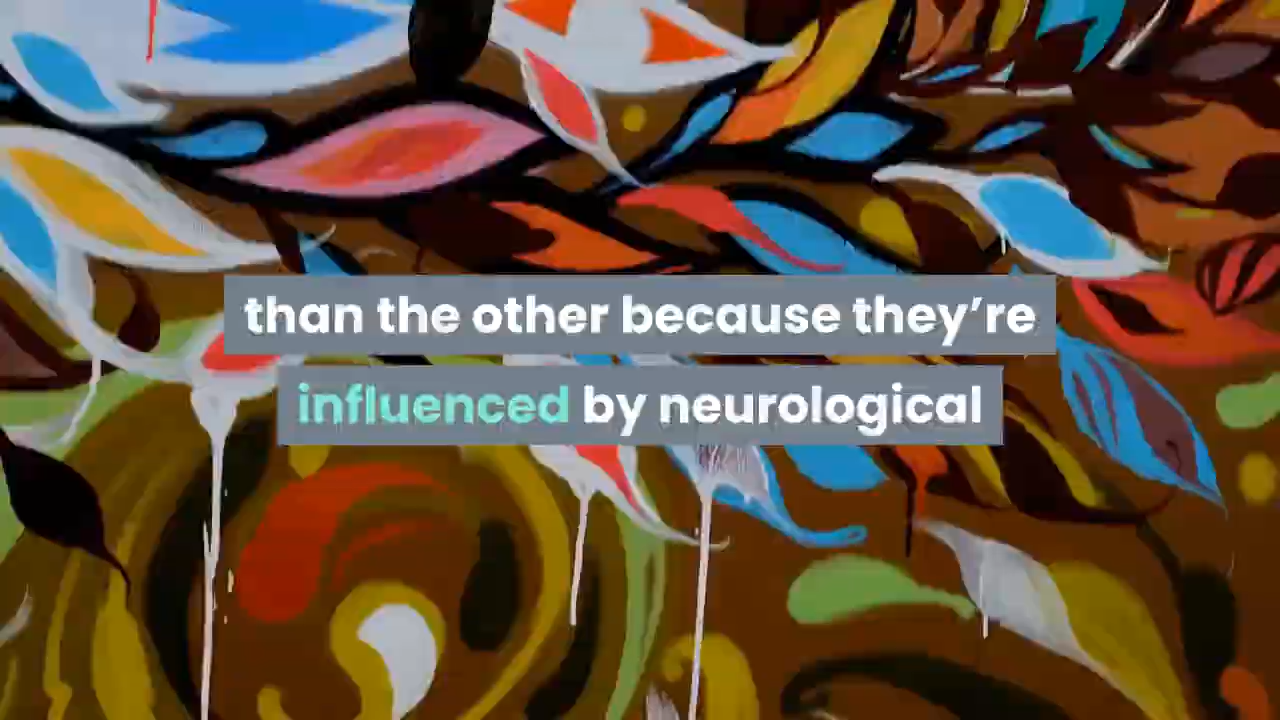 than the other because they’re
influenced by neurological